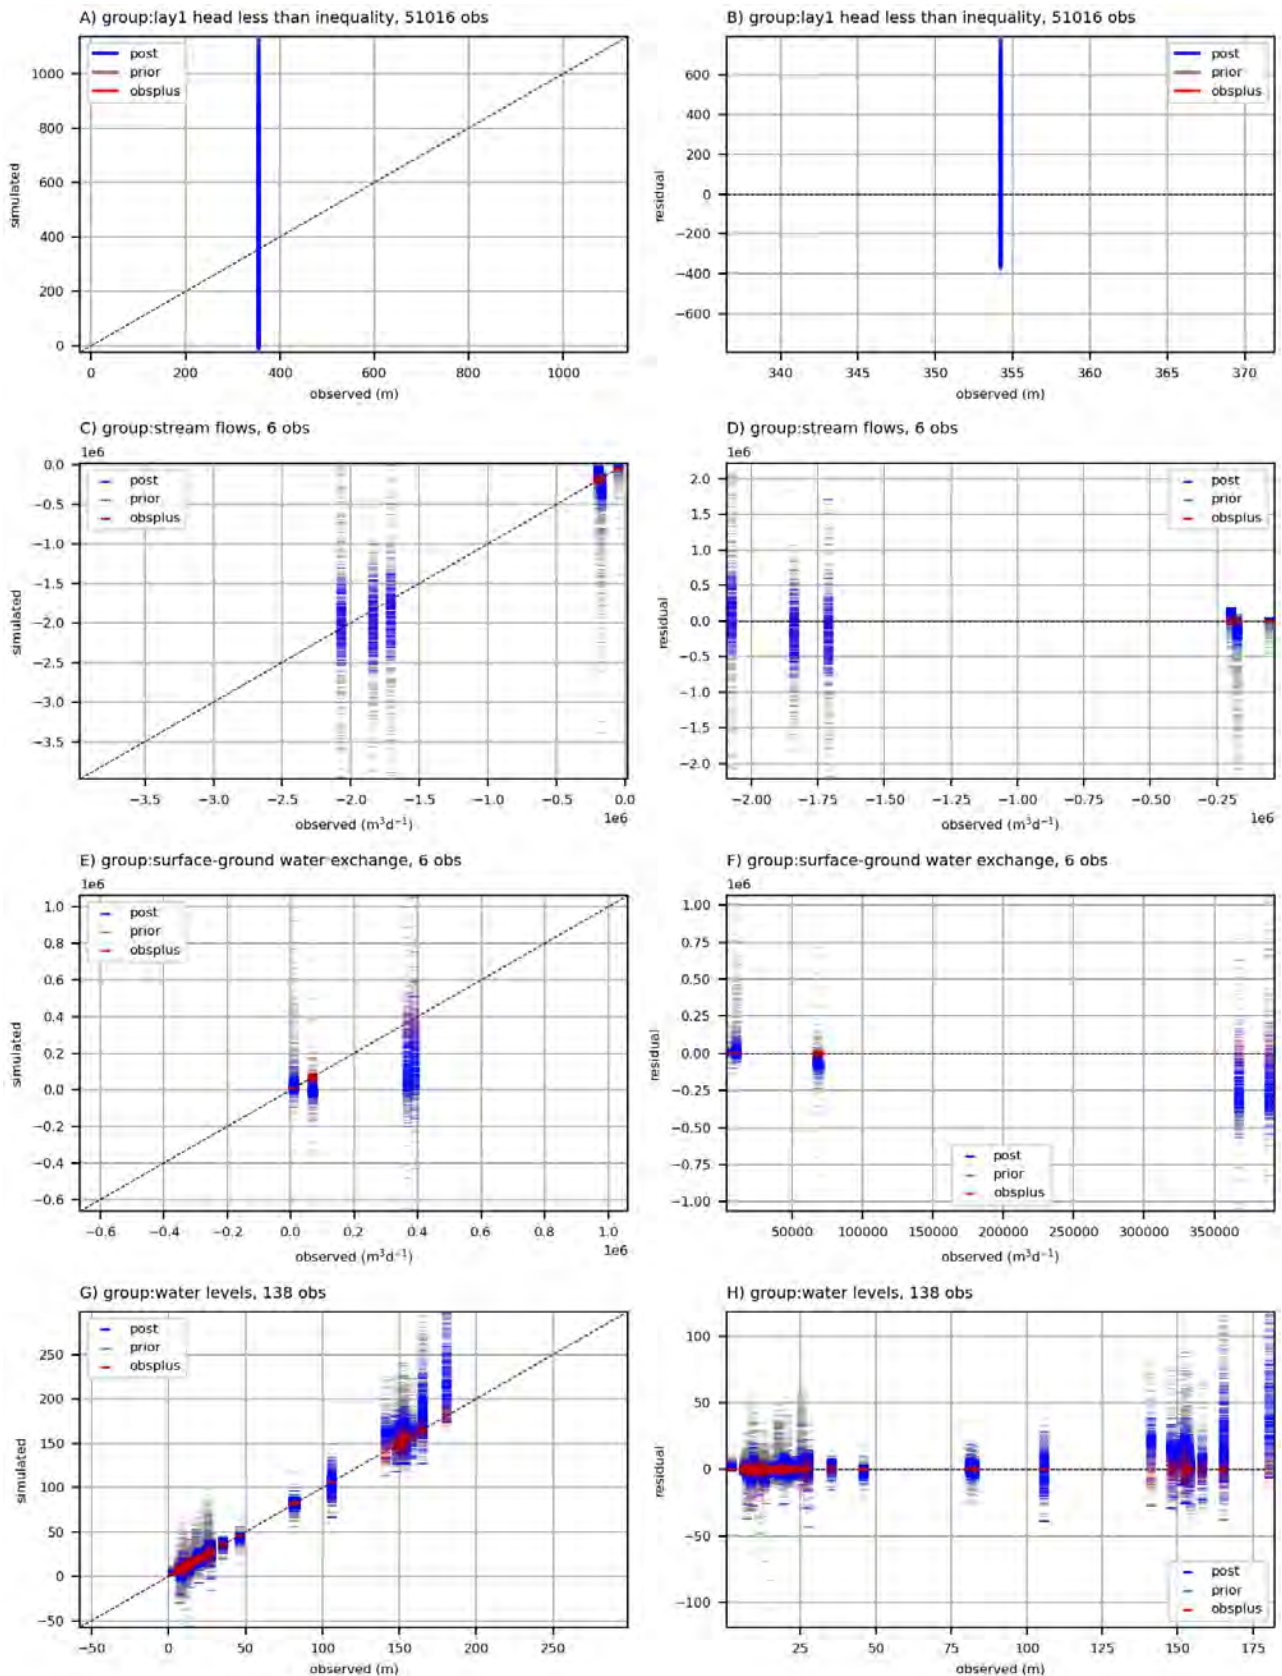 A) group:lay1 head less than inequality, 51016 obs
post
prior
obsplus
1000
800
600
400
200
0
simulated
0 200 400 600 800 1000
observed (m)
B) group:lay1 head less than inequality, 51016 obs
post
prior
obsplus
600
400
200
0
−200
−400
−600
residual
340 345 350 355 360 365 370
observed (m)
C) group:stream flows, 6 obs
1e6
post
prior
obsplus
0.0
−0.5
−1.0
−1.5
−2.0
−2.5
−3.0
−3.5
simulated
−3.5 −3.0 −2.5 −2.0 −1.5 −1.0 −0.5 0.0
observed (m³d⁻¹)
1e6
D) group:stream flows, 6 obs
1e6
post
prior
obsplus
2.0
1.5
1.0
0.5
0.0
−0.5
−1.0
−1.5
−2.0
residual
−2.00 −1.75 −1.50 −1.25 −1.00 −0.75 −0.50 −0.25
observed (m³d⁻¹)
1e6
E) group:surface-ground water exchange, 6 obs
1e6
post
prior
obsplus
1.0
0.8
0.6
0.4
0.2
0.0
−0.2
−0.4
−0.6
simulated
−0.6 −0.4 −0.2 0.0 0.2 0.4 0.6 0.8 1.0
observed (m³d⁻¹)
1e6
F) group:surface-ground water exchange, 6 obs
1e6
1.00
0.75
0.50
0.25
0.00
−0.25
−0.50
−0.75
−1.00
residual
post
prior
obsplus
50000 100000 150000 200000 250000 300000 350000
observed (m³d⁻¹)
G) group:water levels, 138 obs
post
prior
obsplus
250
200
150
100
50
0
−50
simulated
−50 0 50 100 150 200 250
observed (m)
H) group:water levels, 138 obs
100
50
0
−50
−100
residual
post
prior
obsplus
25 50 75 100 125 150 175
observed (m)